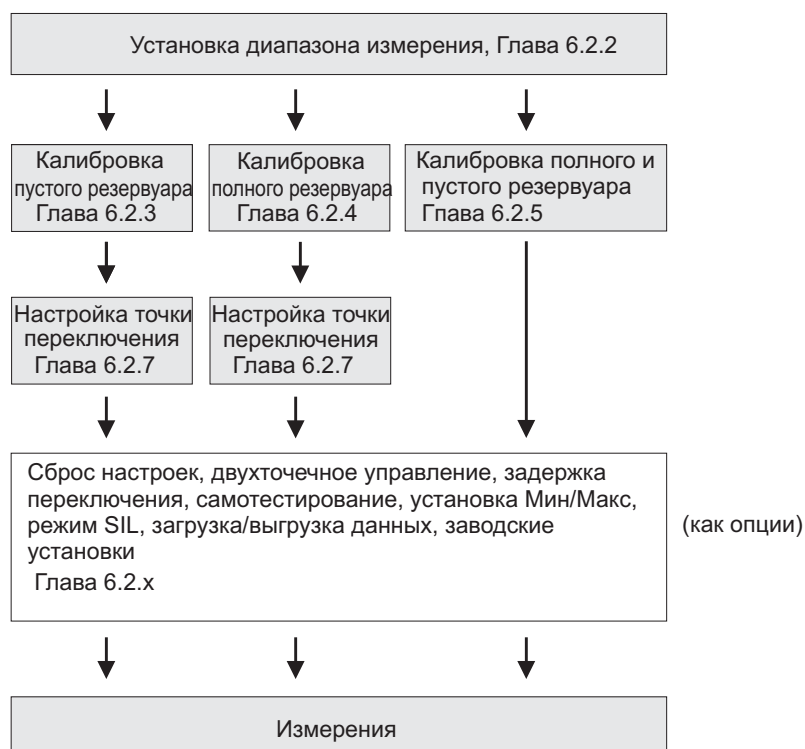 Установка диапазона измерения, Глава 6.2.2
Калибровка
пустого резервуара
Глава 6.2.3
Калибровка
полного резервуара
Глава 6.2.4
Калибровка полного и
пустого резервуара
Гпава 6.2.5
Настройка точки
переключения
Глава 6.2.7
Настройка точки
переключения
Глава 6.2.7
Сброс настроек, двухточечное управление, задержка
переключения, самотестирование, установка Мин/Макс,
режим SIL, загрузка/выгрузка данных, заводские
установки
Глава 6.2.x
(как опции)
Измерения